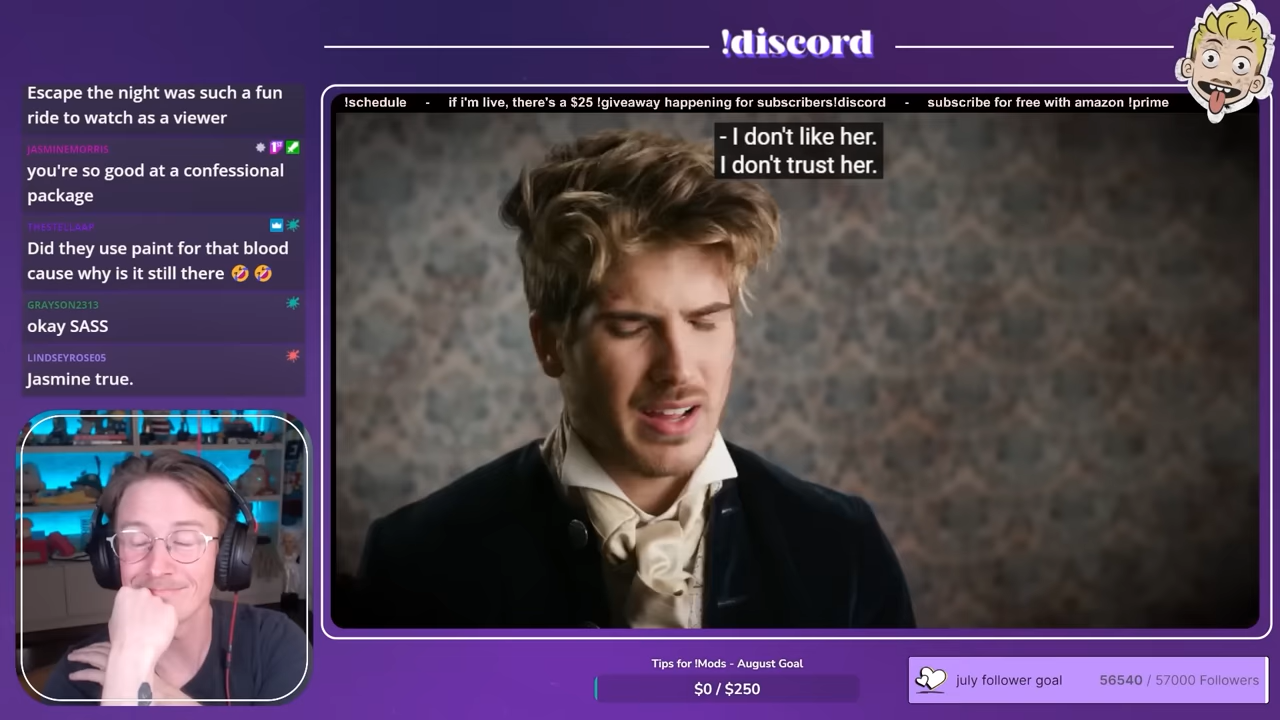 !discord
!schedule - if i'm live, there's a $25 !giveaway happening for subscribers!discord - subscribe for free with amazon !prime
Escape the night was such a fun
ride to watch as a viewer
JASMINEMORRIS
you're so good at a confessional
package
THESTELLAAP
Did they use paint for that blood
cause why is it still there 🤣 🤣
GRAYSON2313
okay SASS
LINDSEYROSE05
Jasmine true.
- I don't like her.
I don't trust her.
Tips for !Mods - August Goal
$0 / $250
july follower goal 56540 / 57000 Followers